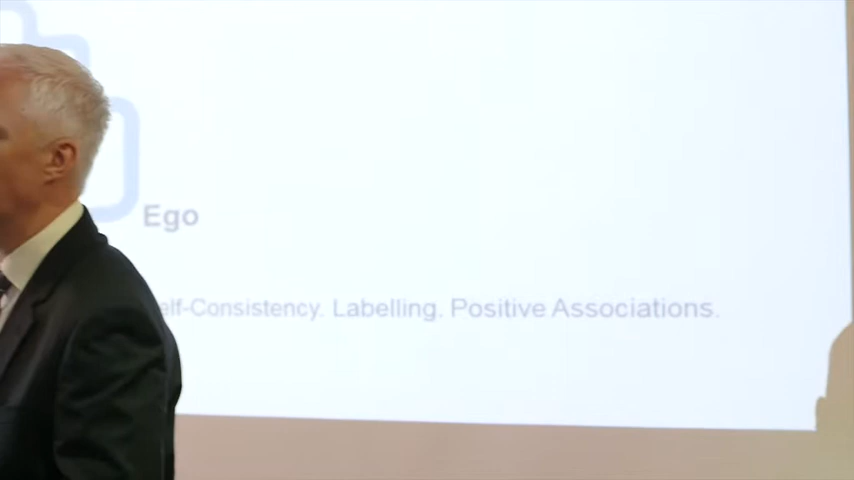 Ego
elf-Consistency. Labelling. Positive Associations.